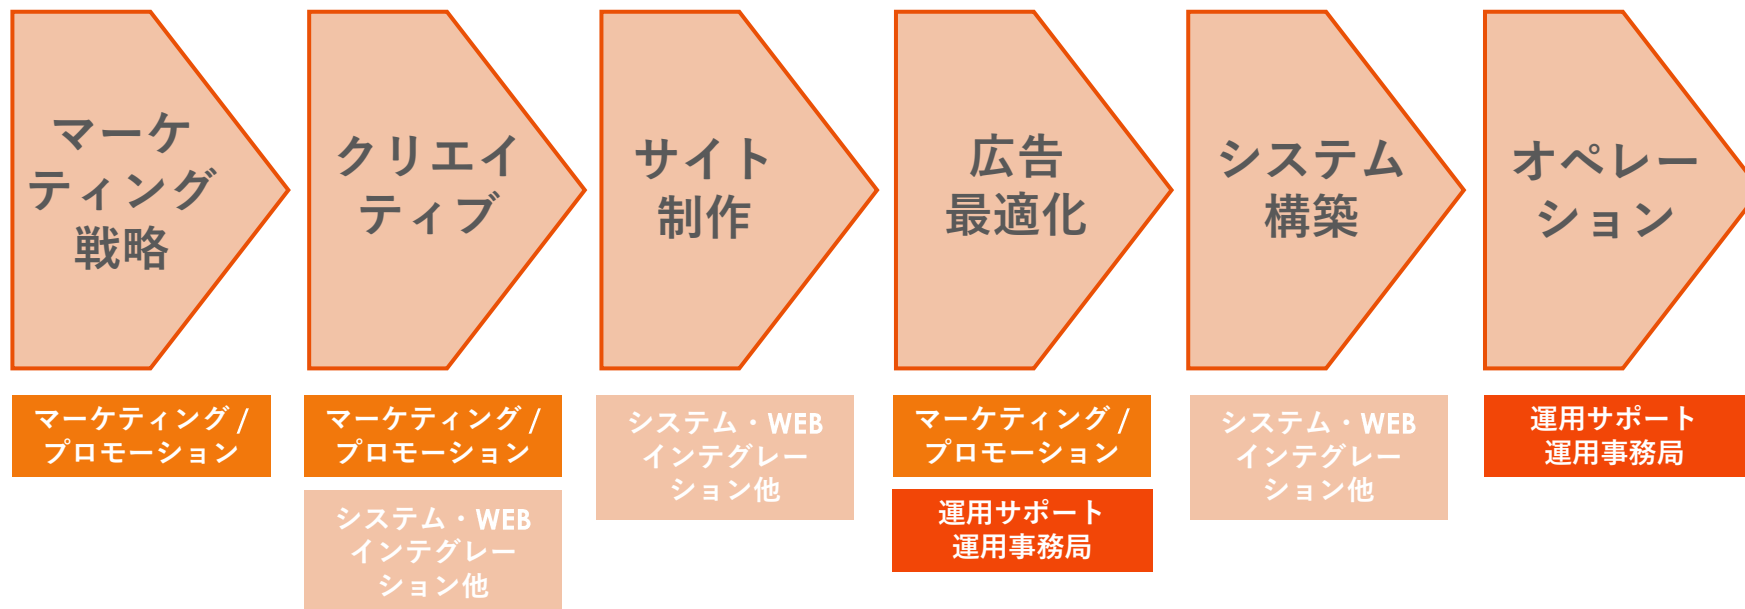 マーケ
ティング
戦略
クリエイ
ティブ
サイト
制作
広告
最適化
システム
構築
オペレー
ション
マーケティング /
プロモーション
マーケティング /
プロモーション
システム・WEB
インテグレー
ション他
システム・WEB
インテグレー
ション他
マーケティング /
プロモーション
運用サポート
運用事務局
システム・WEB
インテグレー
ション他
運用サポート
運用事務局